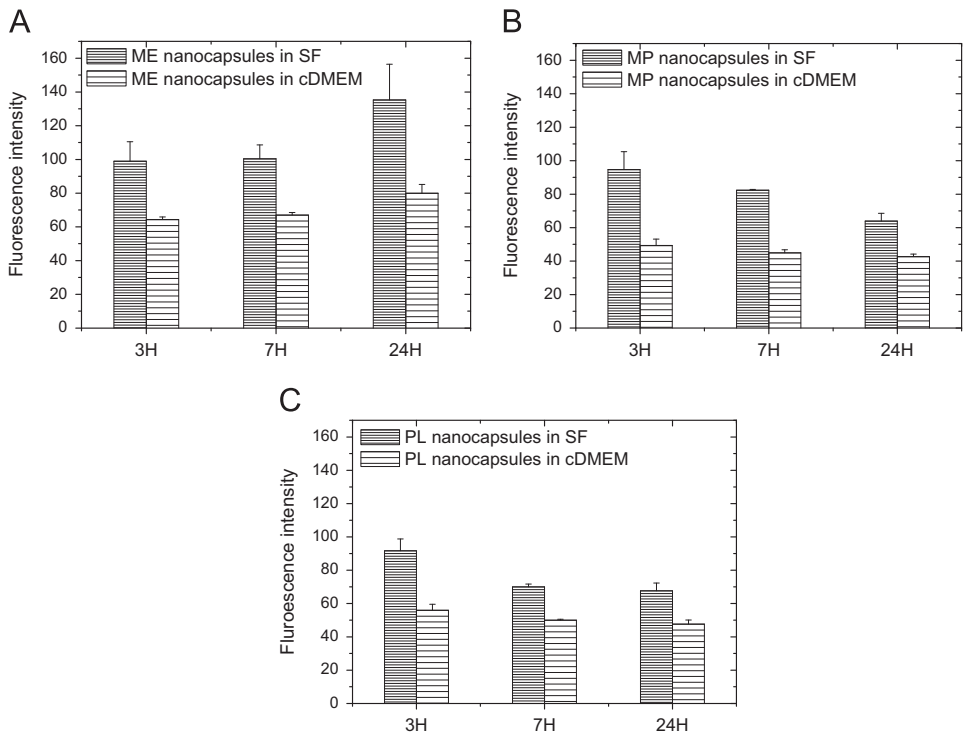 A
ME nanocapsules in SF
ME nanocapsules in cDMEM
Fluorescence intensity
160
140
120
100
80
60
40
20
0
3H 7H 24H
B
MP nanocapsules in SF
MP nanocapsules in cDMEM
Fluorescence intensity
160
140
120
100
80
60
40
20
0
3H 7H 24H
C
PL nanocapsules in SF
PL nanocapsules in cDMEM
Fluroescence intensity
160
140
120
100
80
60
40
20
0
3H 7H 24H